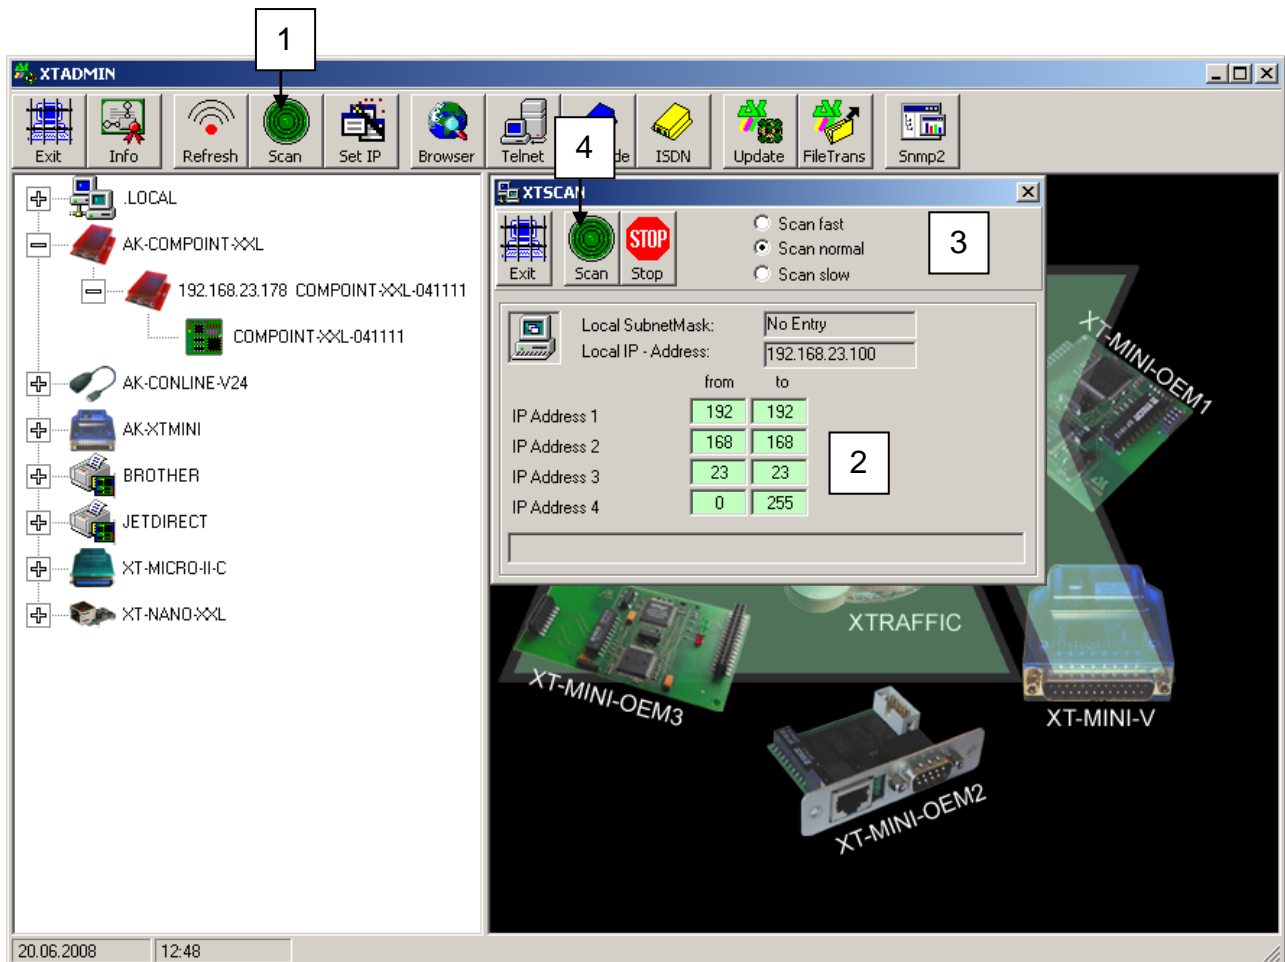 1
XTADMIN
Exit Info Refresh Scan Set IP Browser Telnet de ISDN Update FileTrans Snmp2
4
.LOCAL
AK-COMPOINT-XXL
192.168.23.178 COMPOINT-XXL-041111
COMPOINT-XXL-041111
AK-CONLINE-V24
AK-XTMINI
BROTHER
JETDIRECT
XT-MICRO-II-C
XT-NANO-XXL
XTSCAN
Exit Scan STOP Stop
Scan fast
Scan normal
Scan slow
3
Local SubnetMask: No Entry
Local IP - Address: 192.168.23.100
from to
IP Address 1 192 192
IP Address 2 168 168
IP Address 3 23 23
IP Address 4 0 255
2
XT-MINI-OEM1
XTRAFFIC
XT-MINI-OEM3
XT-MINI-V
XT-MINI-OEM2
20.06.2008 12:48